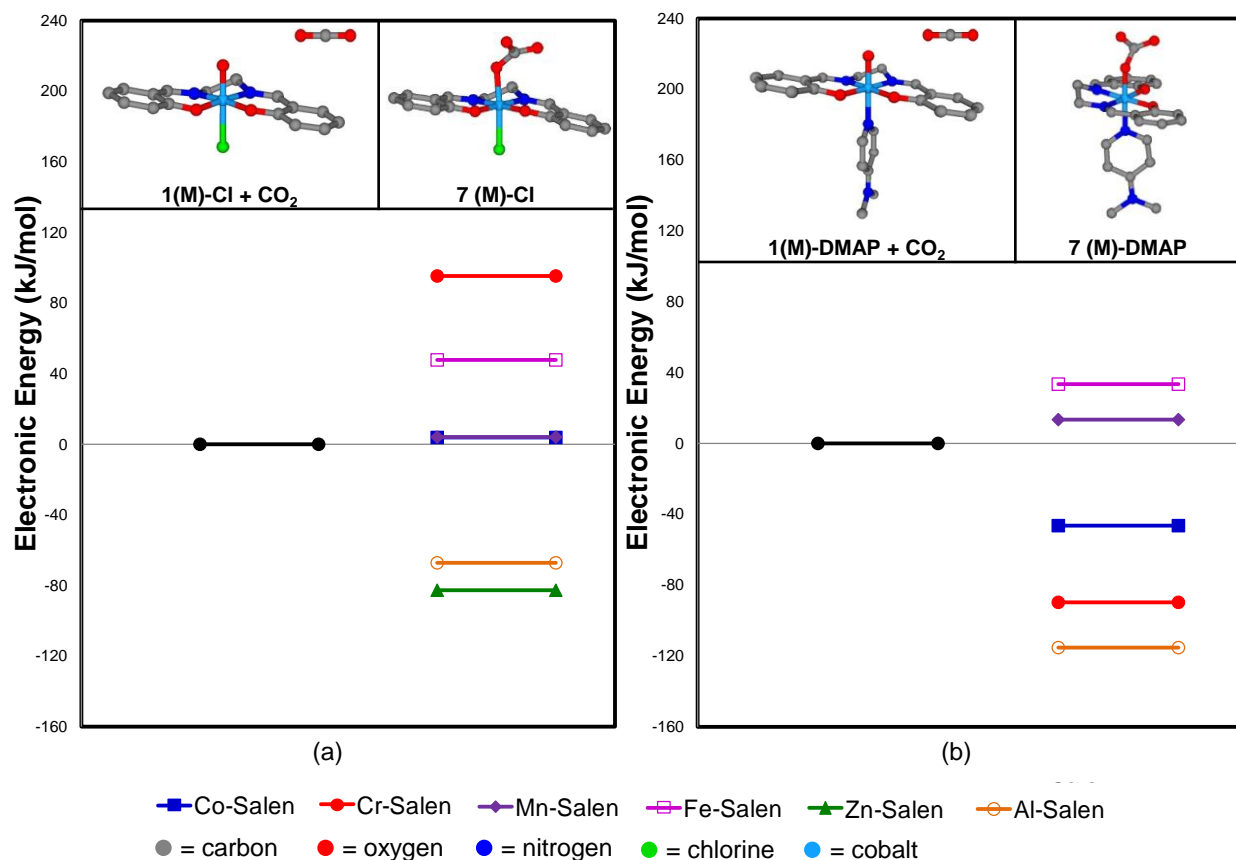 Electronic Energy (kJ/mol)
240
200
160
120
80
40
0
-40
-80
-120
-160
1(M)-Cl + CO₂
7 (M)-Cl
(a)
Electronic Energy (kJ/mol)
240
200
160
120
80
40
0
-40
-80
-120
-160
1(M)-DMAP + CO₂
7 (M)-DMAP
(b)
Co-Salen Cr-Salen Mn-Salen Fe-Salen Zn-Salen Al-Salen
= carbon = oxygen = nitrogen = chlorine = cobalt